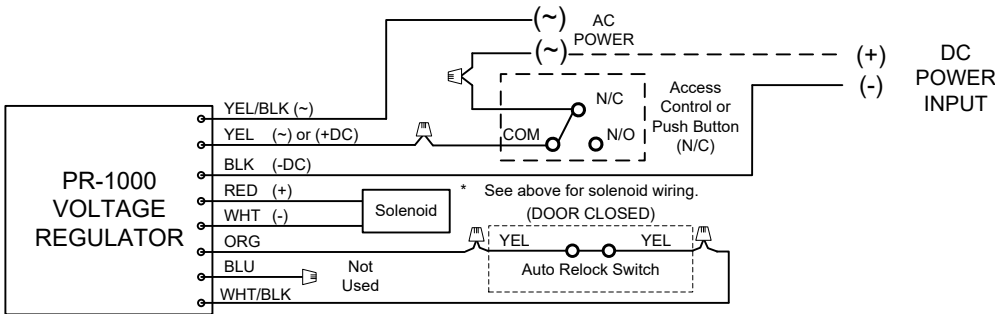 (~) AC
POWER
(~)
(+) DC
POWER
INPUT
(-)
N/C
COM
N/O
Access
Control or
Push Button
(N/C)
PR-1000
VOLTAGE
REGULATOR
YEL/BLK (~)
YEL (~) or (+DC)
BLK (-DC)
RED (+)
WHT (-)
ORG
BLU
WHT/BLK
Solenoid
* See above for solenoid wiring.
(DOOR CLOSED)
YEL YEL
Auto Relock Switch
Not
Used